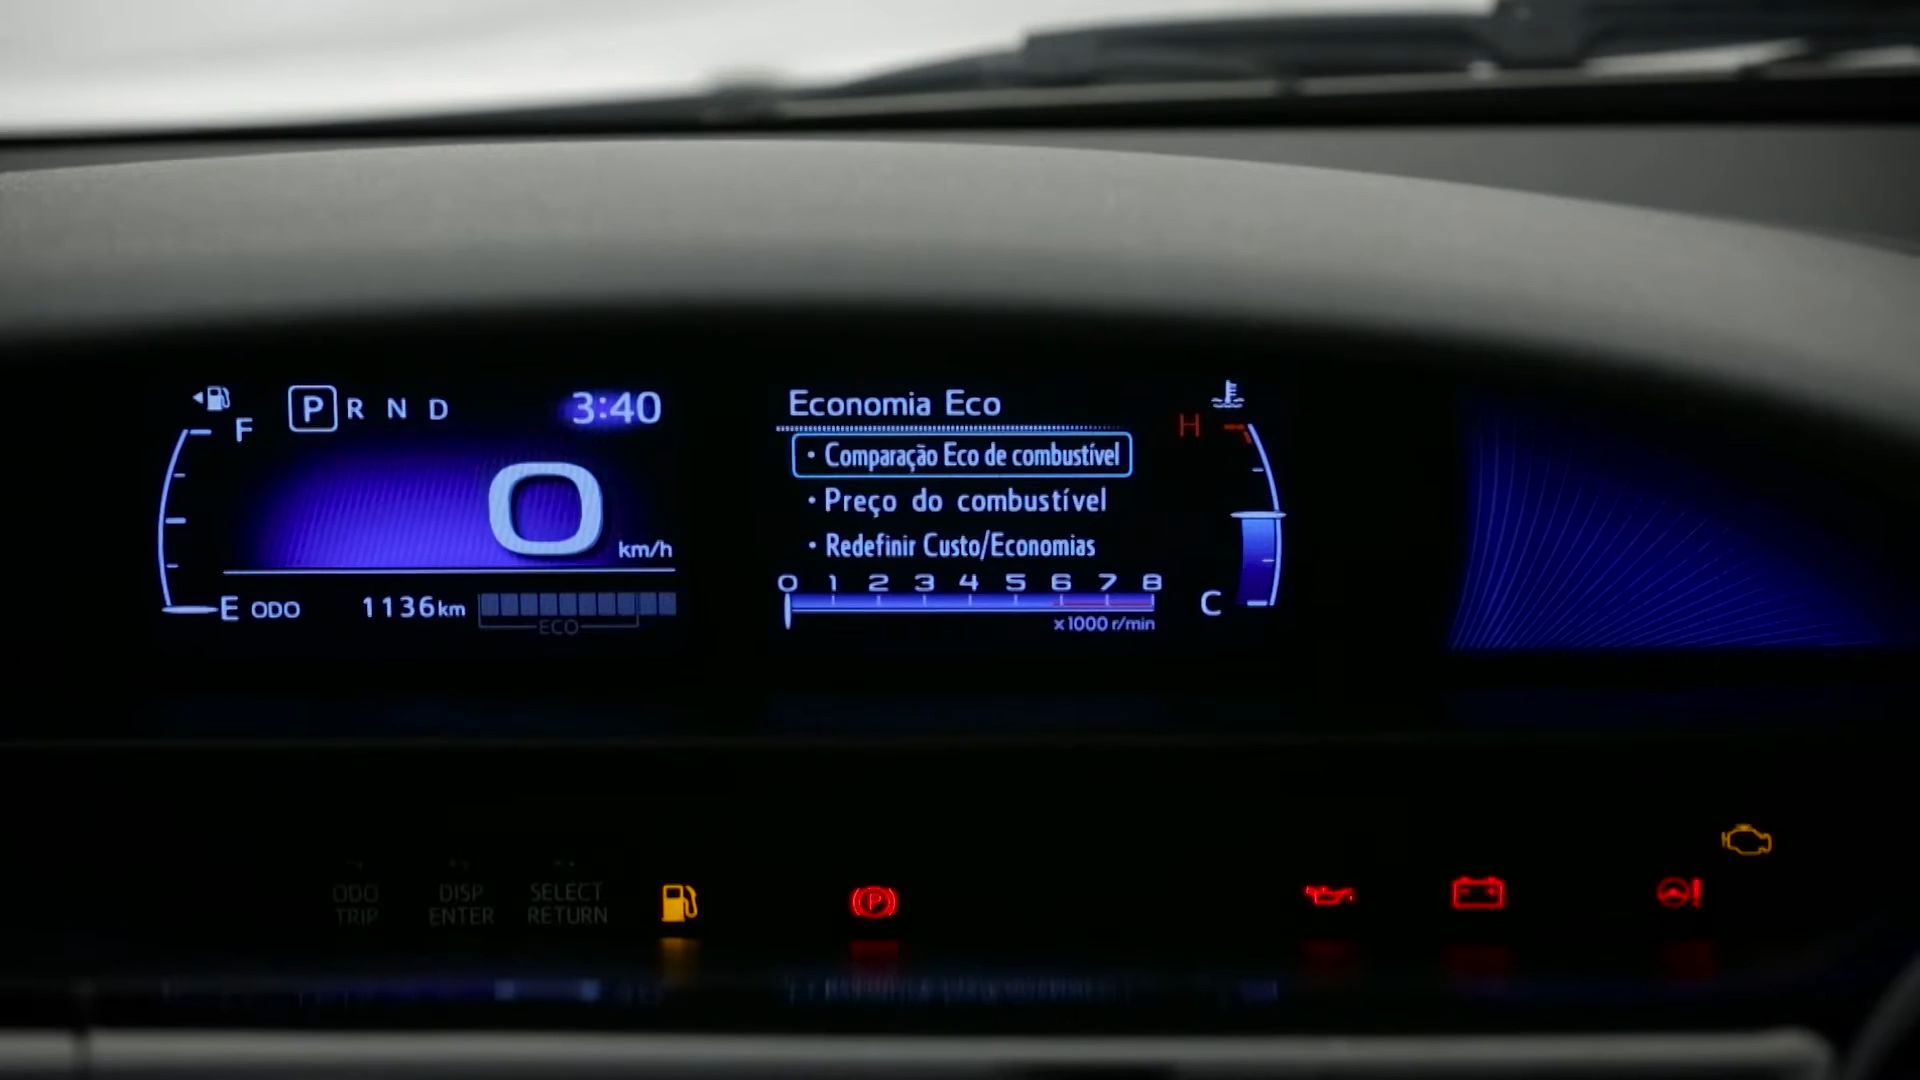 F
P R N D
3:40
0
km/h
E ODO 1136km
ECO
Economia Eco
• Comparação Eco de combustível
• Preço do combustível
• Redefinir Custo/Economias
0 1 2 3 4 5 6 7 8
x1000 r/min
H
C
ODO
TRIP
DISP
ENTER
SELECT
RETURN
P